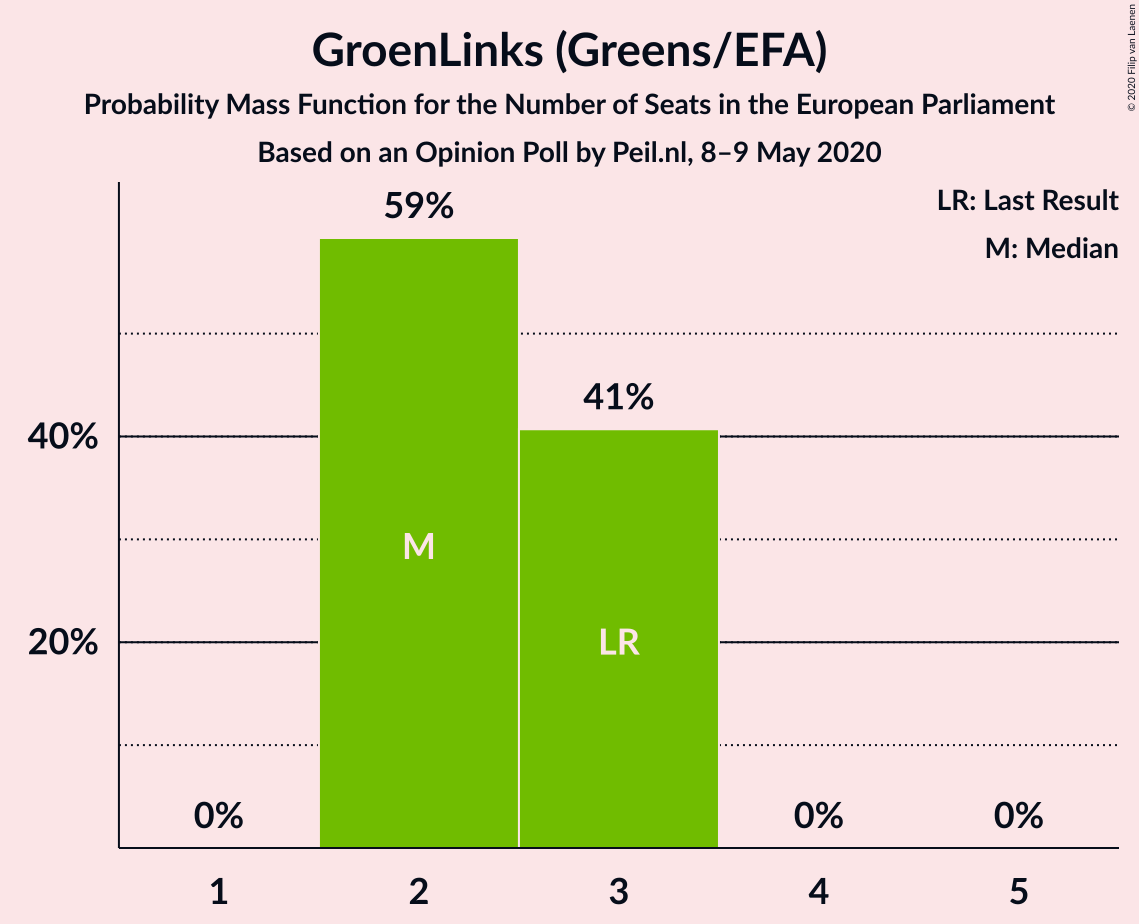 GroenLinks (Greens/EFA)
Probability Mass Function for the Number of Seats in the European Parliament
Based on an Opinion Poll by Peil.nl, 8–9 May 2020
© 2020 Filip van Laenen
LR: Last Result
M: Median
59%
41%
40%
M
20%
LR
0%
0%
0%
1
2
3
4
5